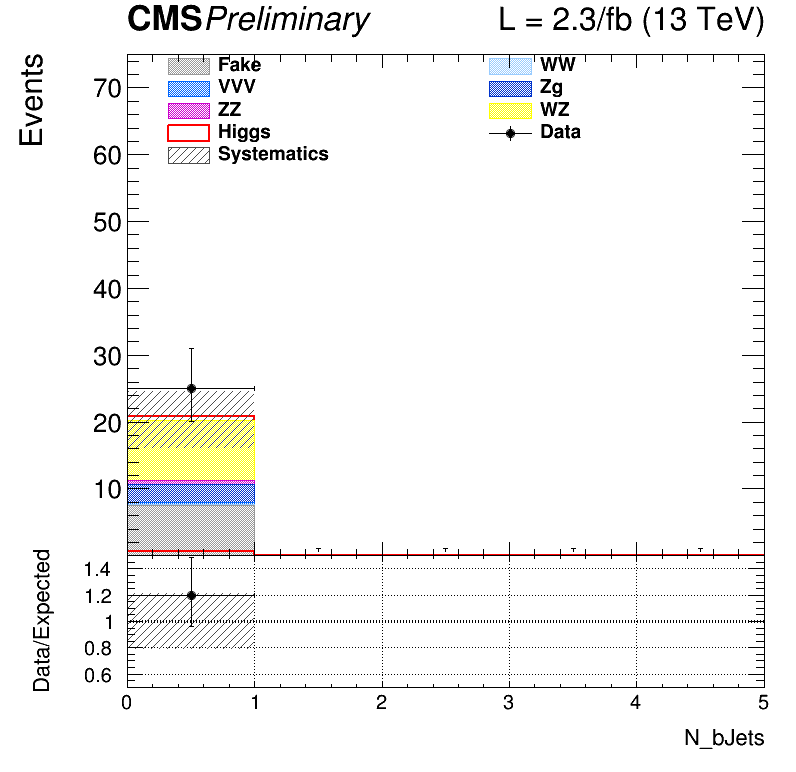 CMSPreliminary L = 2.3/fb (13 TeV)
Events
Fake WW
VVV Zg
ZZ WZ
Higgs Data
Systematics
70
60
50
40
30
20
10
Data/Expected
1.4
1.2
1
0.8
0.6
0 1 2 3 4 5
N_bJets